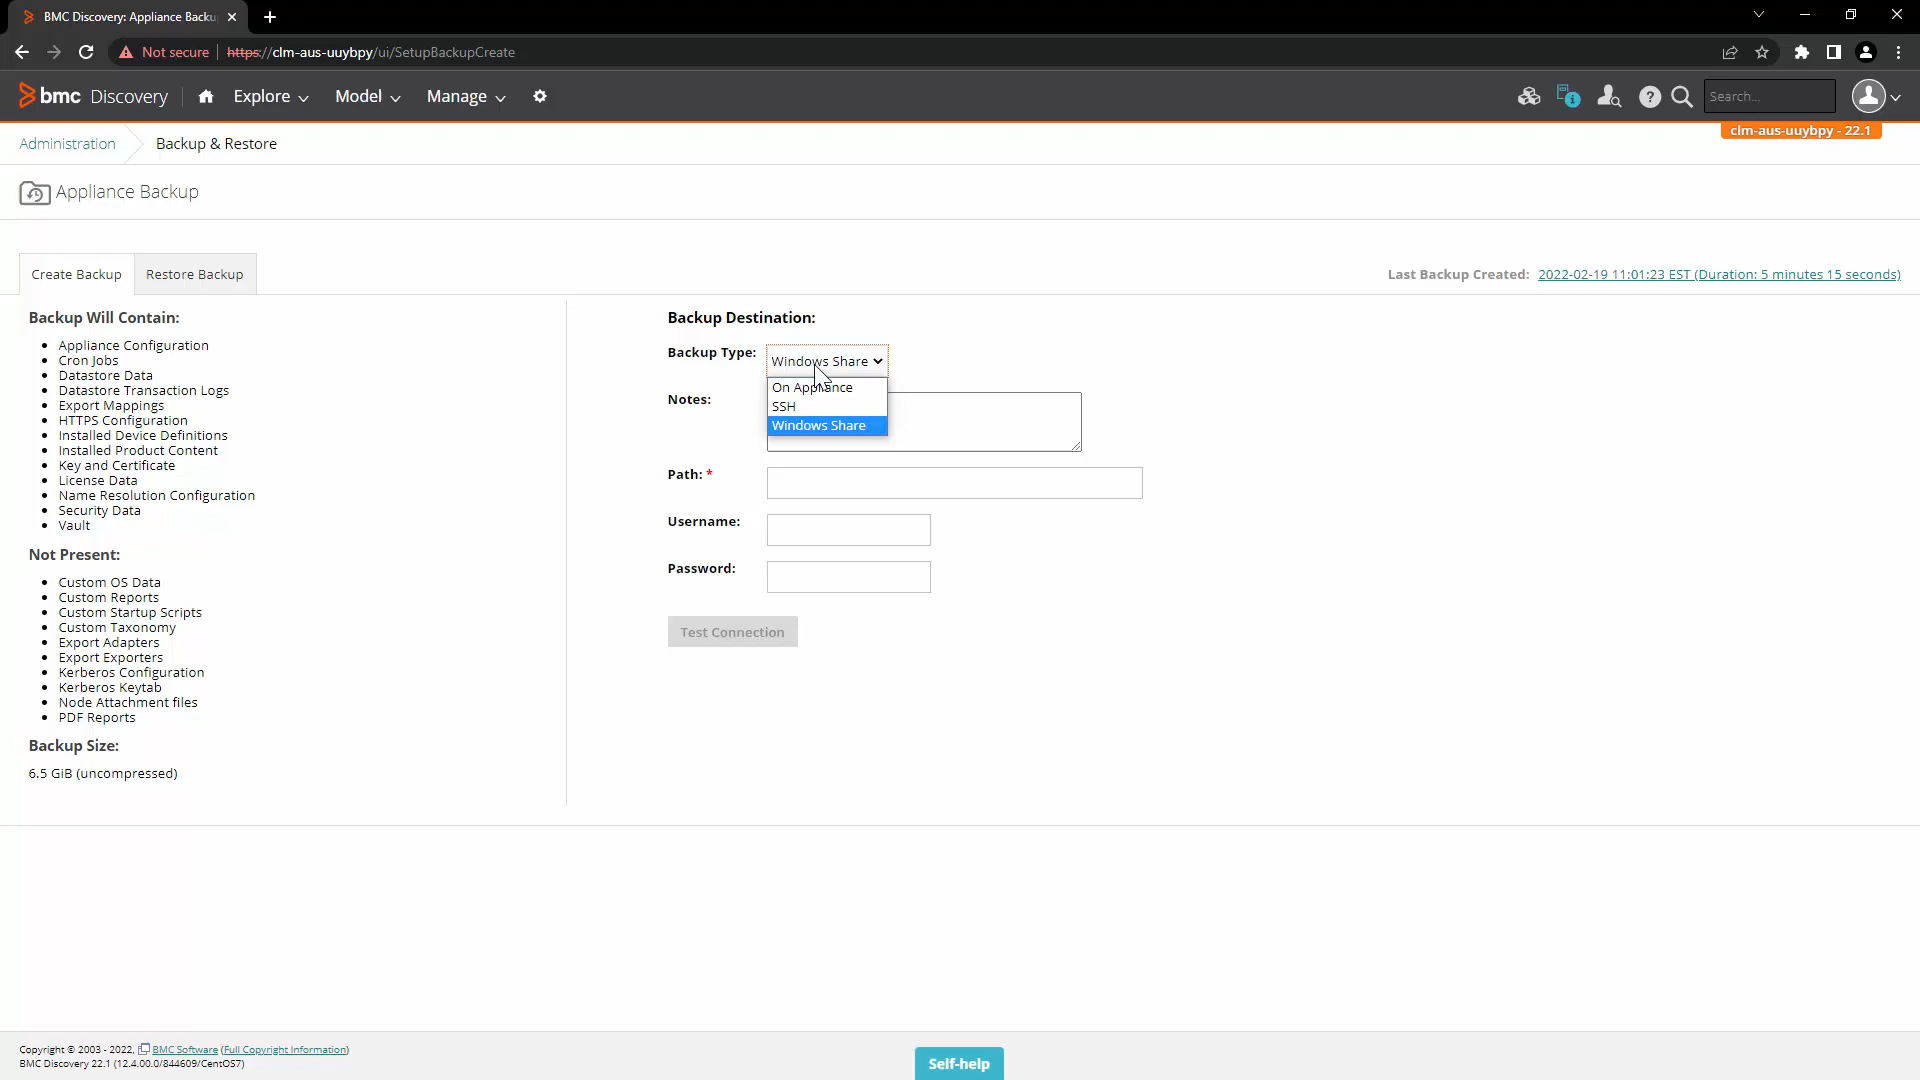 BMC Discovery: Appliance Backu
Not secure https://clm-aus-uuybpy/ui/SetupBackupCreate
bmc Discovery Explore Model Manage Search...
clm-aus-uuybpy - 22.1
Administration Backup & Restore
Appliance Backup
Create Backup Restore Backup Last Backup Created: 2022-02-19 11:01:23 EST (Duration: 5 minutes 15 seconds)
Backup Will Contain:
Appliance Configuration
Cron Jobs
Datastore Data
Datastore Transaction Logs
Export Mappings
HTTPS Configuration
Installed Device Definitions
Installed Product Content
Key and Certificate
License Data
Name Resolution Configuration
Security Data
Vault
Not Present:
Custom OS Data
Custom Reports
Custom Startup Scripts
Custom Taxonomy
Export Adapters
Export Exporters
Kerberos Configuration
Kerberos Keytab
Node Attachment files
PDF Reports
Backup Size:
6.5 GiB (uncompressed)
Backup Destination:
Backup Type: Windows Share
On Appliance
SSH
Windows Share
Notes:
Path: *
Username:
Password:
Test Connection
Copyright © 2003 - 2022, BMC Software (Full Copyright Information)
BMC Discovery 22.1 (12.4.00.0/844609/CentOS7)
Self-help